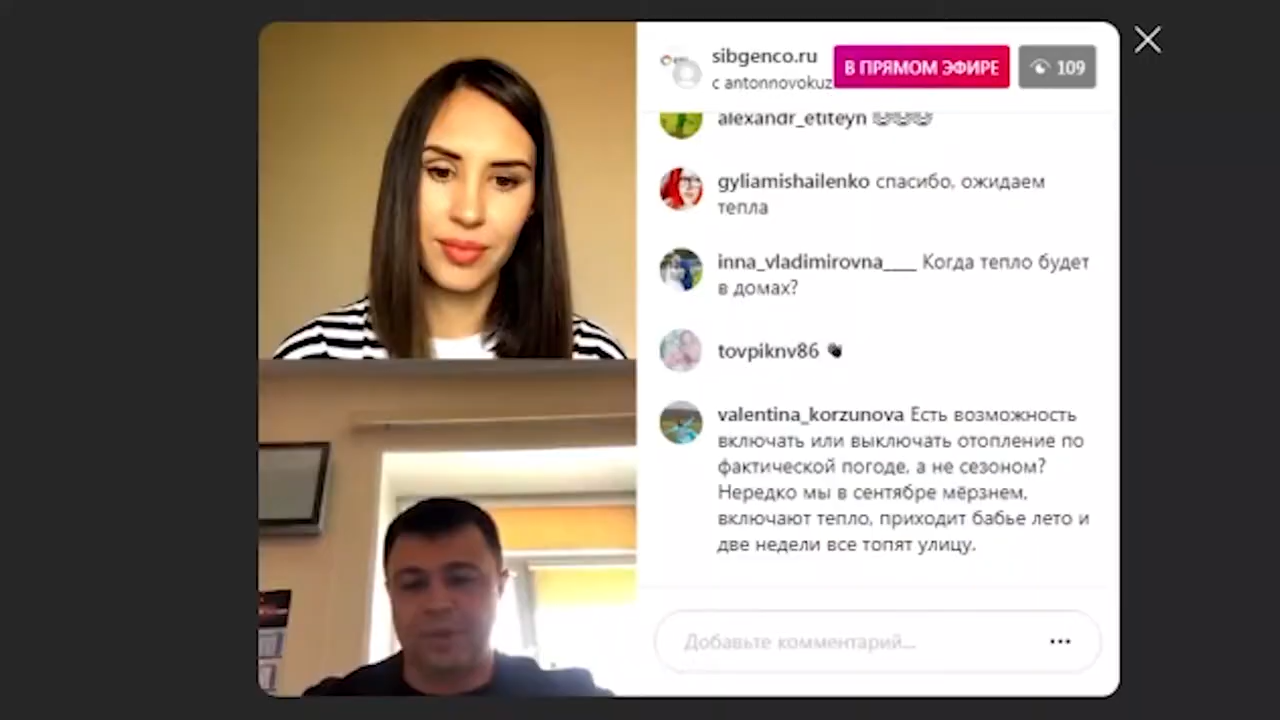 sibgenco.ru
с antonnovokuz
В ПРЯМОМ ЭФИРЕ
109
alexandr_etiteyn
gyliamishailenko спасибо, ожидаем
тепла
inna_vladimirovna___ Когда тепло будет
в домах?
tovpiknv86
valentina_korzunova Есть возможность
включать или выключать отопление по
фактической погоде, а не сезоном?
Нередко мы в сентябре мёрзнем,
включают тепло, приходит бабье лето и
две недели все топят улицу.
Добавьте комментарий...